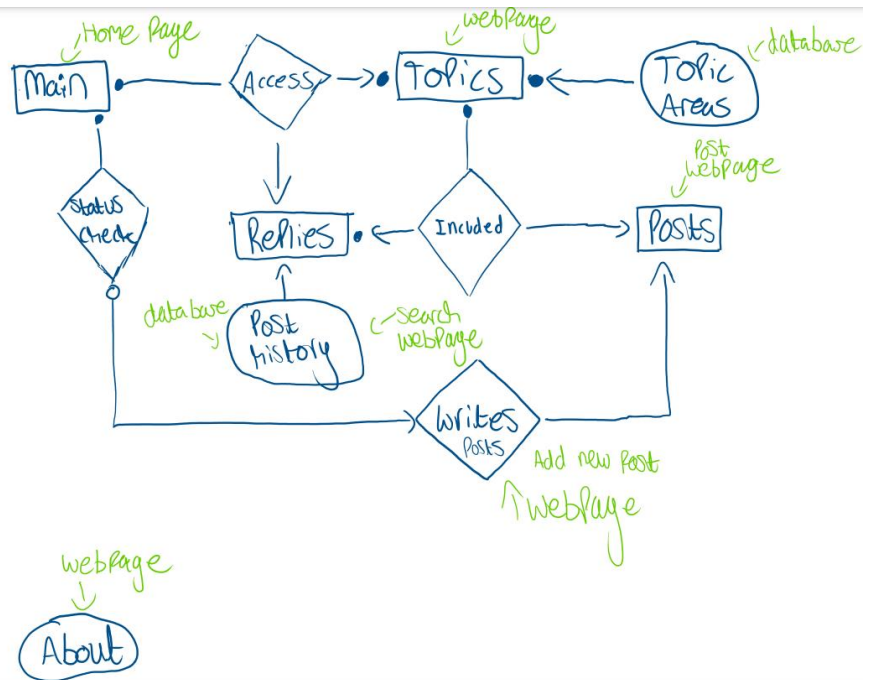 Home Page
webPage
database
Main
Access
Topics
Topic
Areas
Post
webPage
Status
Check
Replies
Included
Posts
database
Post
History
Search
webPage
Writes
Posts
Add new Post
WebPage
webPage
About